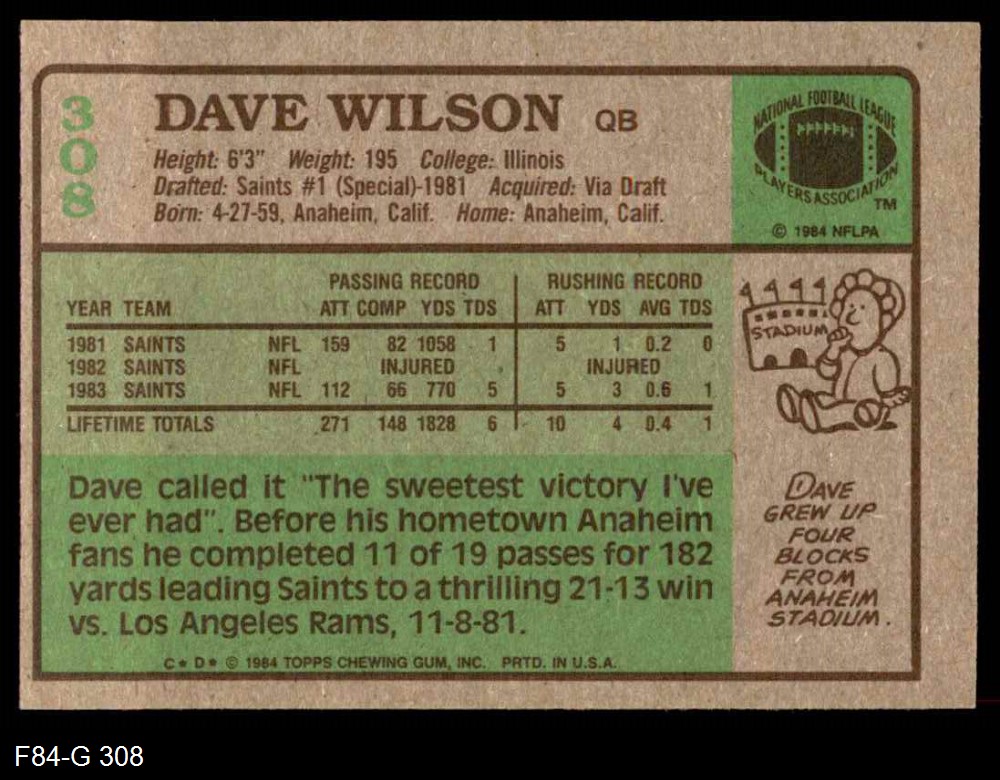 308
DAVE WILSON QB
Height: 6'3" Weight: 195 College: Illinois
Drafted: Saints #1 (Special)-1981 Acquired: Via Draft
Born: 4-27-59, Anaheim, Calif. Home: Anaheim, Calif.
NATIONAL FOOTBALL LEAGUE
PLAYERS ASSOCIATION
TM
© 1984 NFLPA
PASSING RECORD RUSHING RECORD
YEAR TEAM ATT COMP YDS TDS ATT YDS AVG TDS
1981 SAINTS NFL 159 82 1058 1 5 1 0.2 0
1982 SAINTS NFL INJURED INJURED
1983 SAINTS NFL 112 66 770 5 5 3 0.6 1
LIFETIME TOTALS 271 148 1828 6 10 4 0.4 1
STADIUM
Dave called it "The sweetest victory I've
ever had". Before his hometown Anaheim
fans he completed 11 of 19 passes for 182
yards leading Saints to a thrilling 21-13 win
vs. Los Angeles Rams, 11-8-81.
C* D* © 1984 TOPPS CHEWING GUM, INC. PRTD. IN U.S.A.
DAVE
GREW UP
FOUR
BLOCKS
FROM
ANAHEIM
STADIUM.
F84-G 308